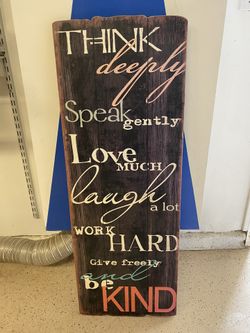 THINK
deeply
Speak
gently
Love
MUCH
laugh
a lot
WORK
HARD
Give freely
and
be
KIND